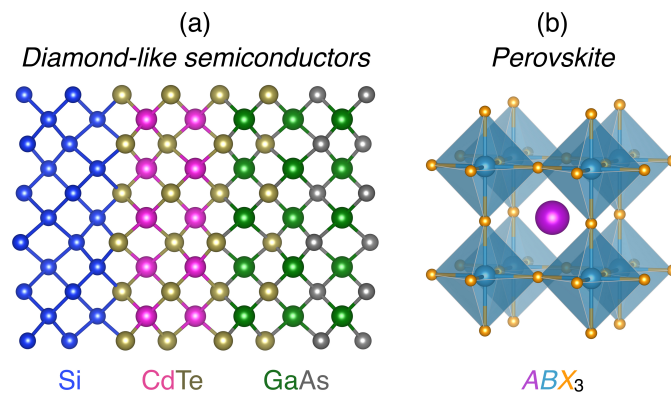 (a)
Diamond-like semiconductors
Si
CdTe
GaAs
(b)
Perovskite
ABX₃